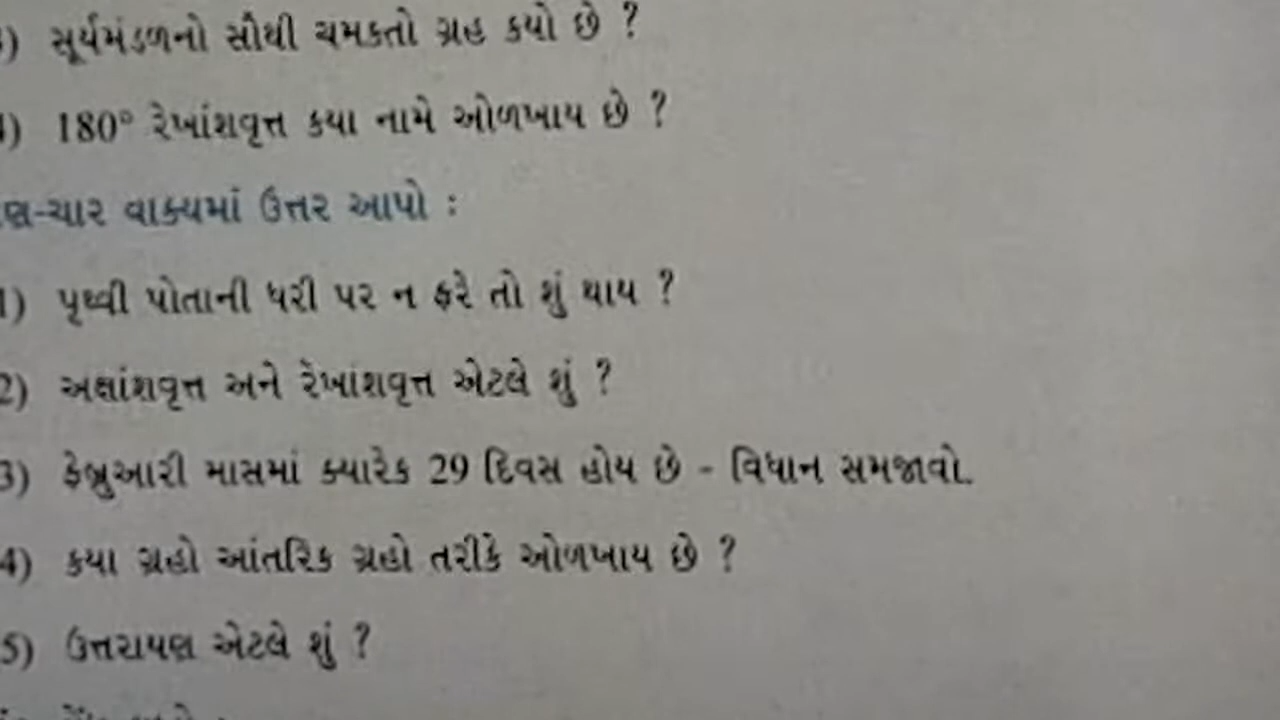 ) સૂર્યમંડળનો સૌથી ચમકતો ગ્રહ કયો છે ?
) 180° રેખાંશવૃત્ત કયા નામે ઓળખાય છે ?
ણ-ચાર વાક્યમાં ઉત્તર આપો :
1) પૃથ્વી પોતાની ધરી પર ન ફરે તો શું થાય ?
2) અક્ષાંશવૃત્ત અને રેખાંશવૃત્ત એટલે શું ?
3) ફેબ્રુઆરી માસમાં ક્યારેક 29 દિવસ હોય છે - વિધાન સમજાવો.
4) કયા ગ્રહો આંતરિક ગ્રહો તરીકે ઓળખાય છે ?
5) ઉત્તરાયણ એટલે શું ?